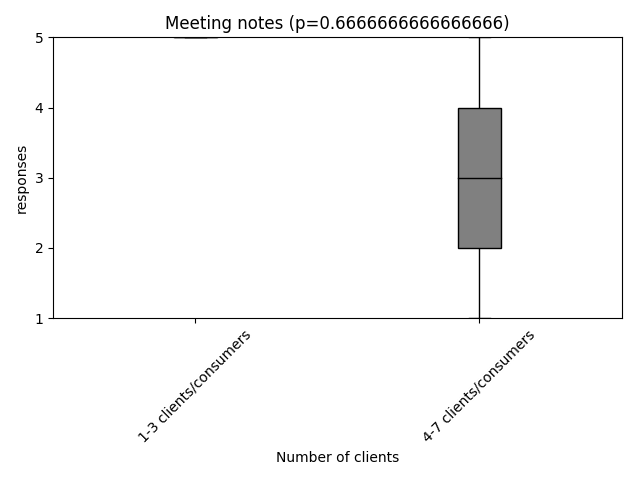 Meeting notes (p=0.6666666666666666)
5
4
3
2
1
responses
1-3 clients/consumers
4-7 clients/consumers
Number of clients